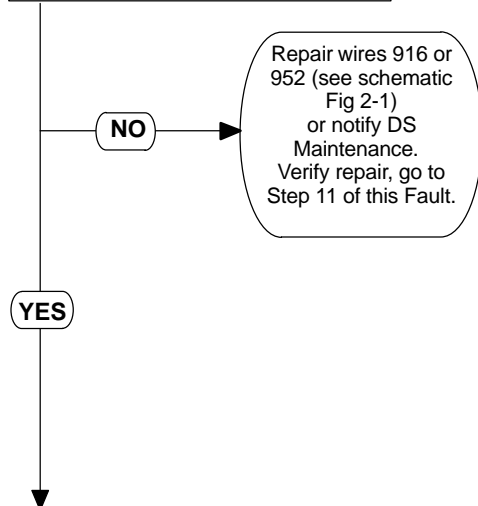 Repair wires 916 or
952 (see schematic
Fig 2-1)
or notify DS
Maintenance.
Verify repair, go to
Step 11 of this Fault.
NO
YES